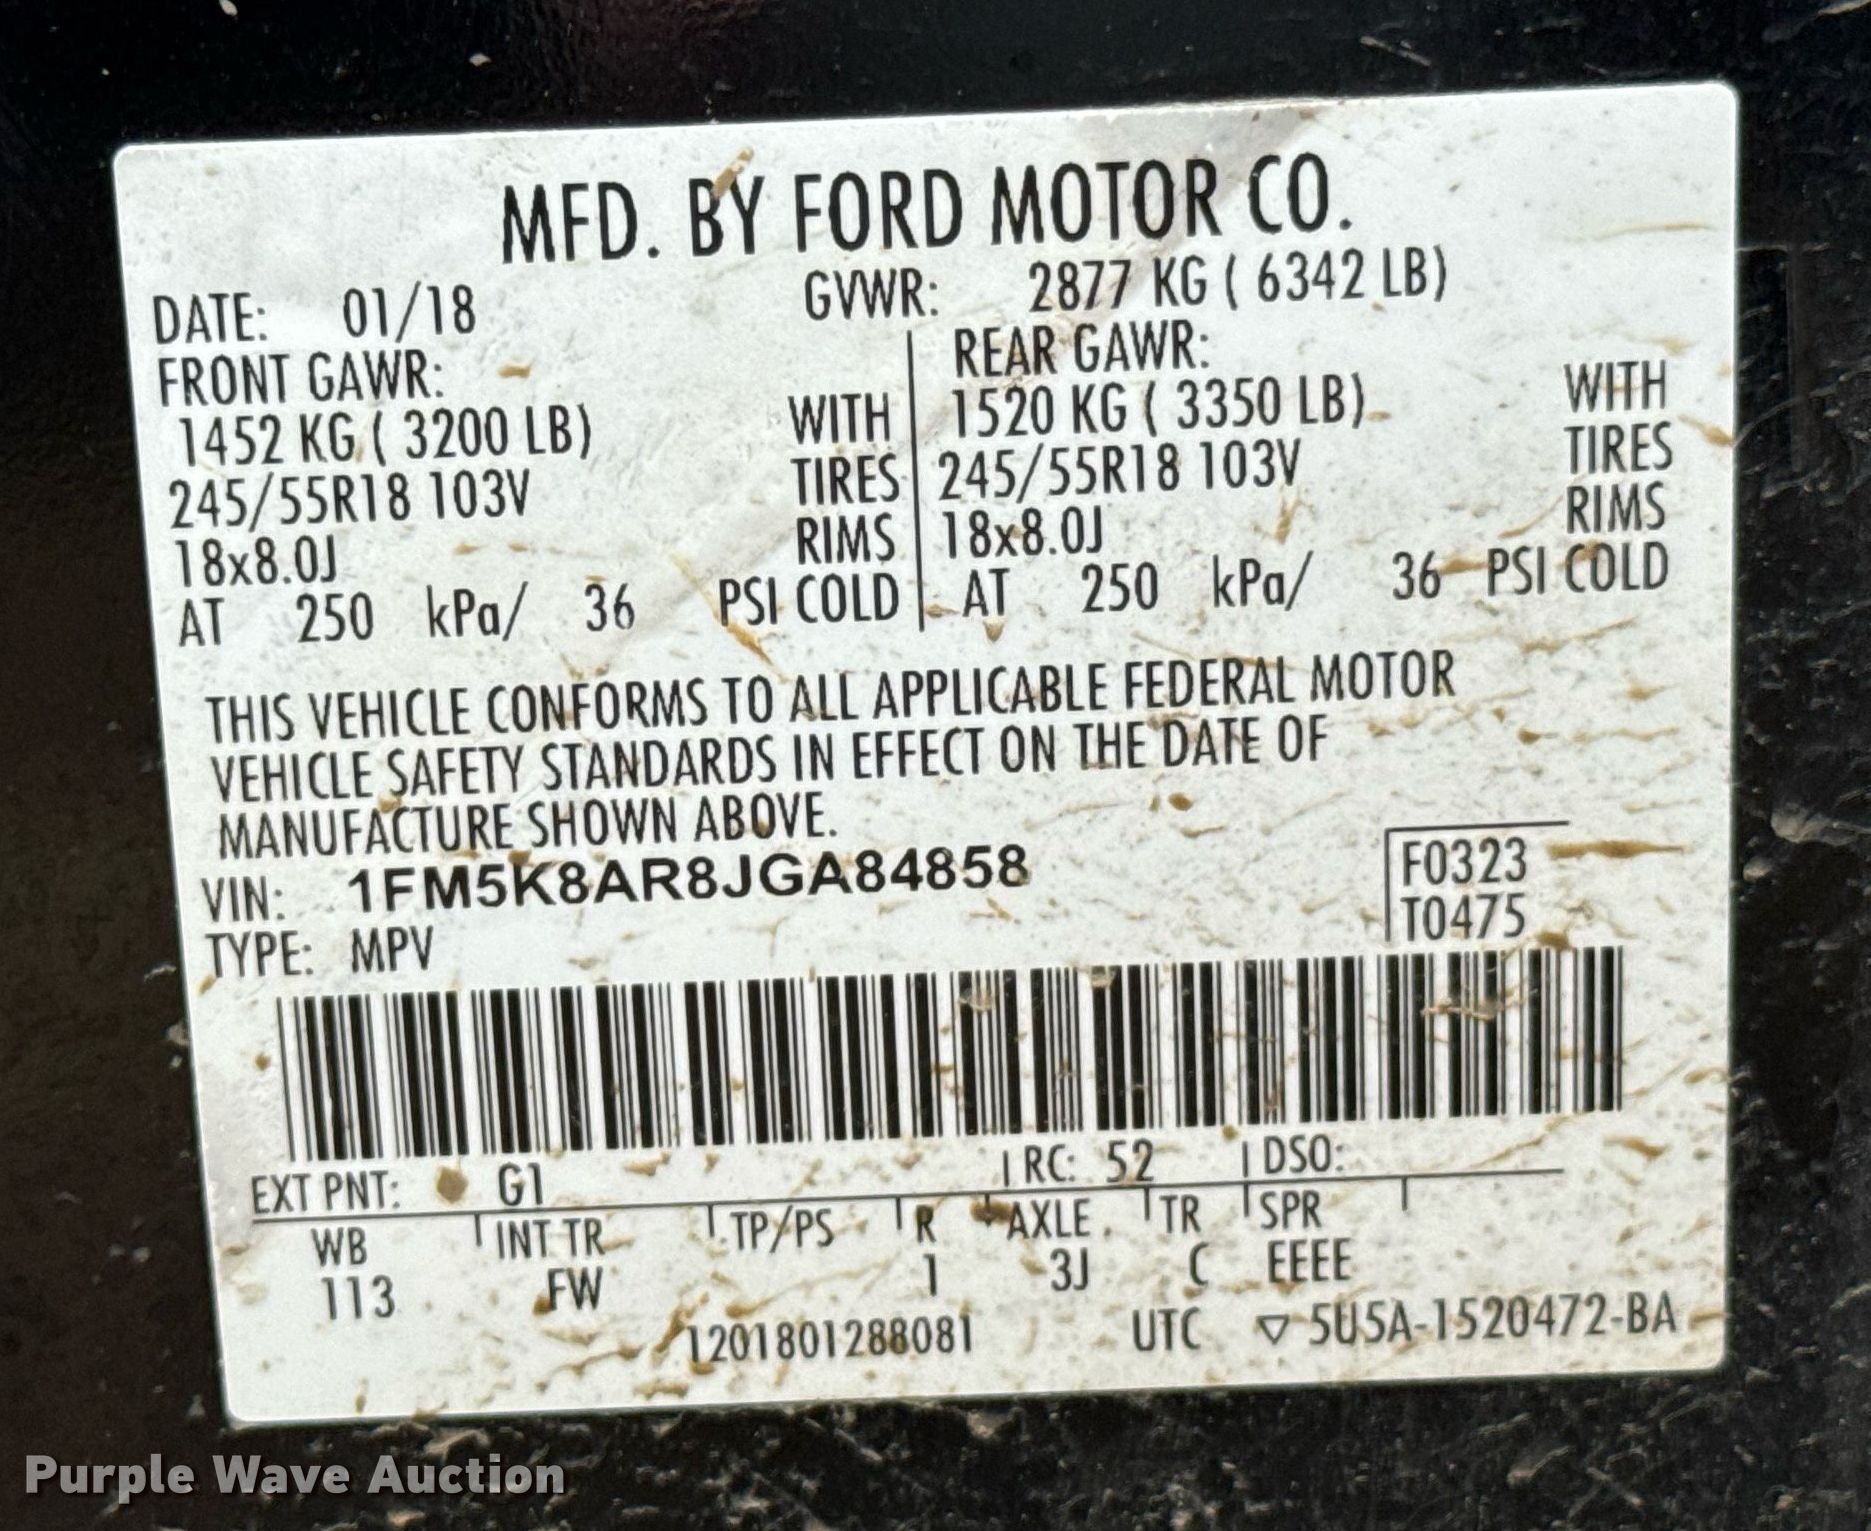 MFD. BY FORD MOTOR CO.
DATE: 01/18 GVWR: 2877 KG ( 6342 LB)
FRONT GAWR: REAR GAWR:
1452 KG ( 3200 LB) WITH 1520 KG ( 3350 LB) WITH
245/55R18 103V TIRES 245/55R18 103V TIRES
18x8.0J RIMS 18x8.0J RIMS
AT 250 kPa/ 36 PSI COLD AT 250 kPa/ 36 PSI COLD
THIS VEHICLE CONFORMS TO ALL APPLICABLE FEDERAL MOTOR
VEHICLE SAFETY STANDARDS IN EFFECT ON THE DATE OF
MANUFACTURE SHOWN ABOVE.
VIN: 1FM5K8AR8JGA84858 F0323
TYPE: MPV T0475
EXT PNT: G1 RC: 52 DSO:
WB INT TR TP/PS R AXLE TR SPR
113 FW 1 3J C EEEE
1201801288081 UTC ▽ 5U5A-1520472-BA
Purple Wave Auction